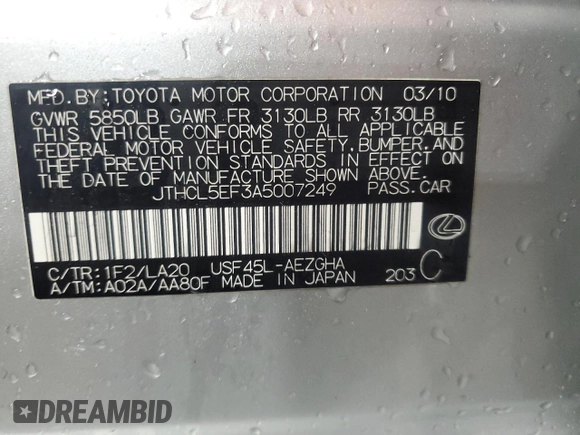 MFD. BY: TOYOTA MOTOR CORPORATION 03/10
GVWR 5850LB GAWR FR 3130LB RR 3130LB
THIS VEHICLE CONFORMS TO ALL APPLICABLE
FEDERAL MOTOR VEHICLE SAFETY, BUMPER, AND
THEFT PREVENTION STANDARDS IN EFFECT ON
THE DATE OF MANUFACTURE SHOWN ABOVE.
JTHCL5EF3A5007249 PASS. CAR
C/TR: 1F2/LA20 USF45L-AEZGHA
A/TM: A02A/AA80F MADE IN JAPAN 203 C
DREAMBID